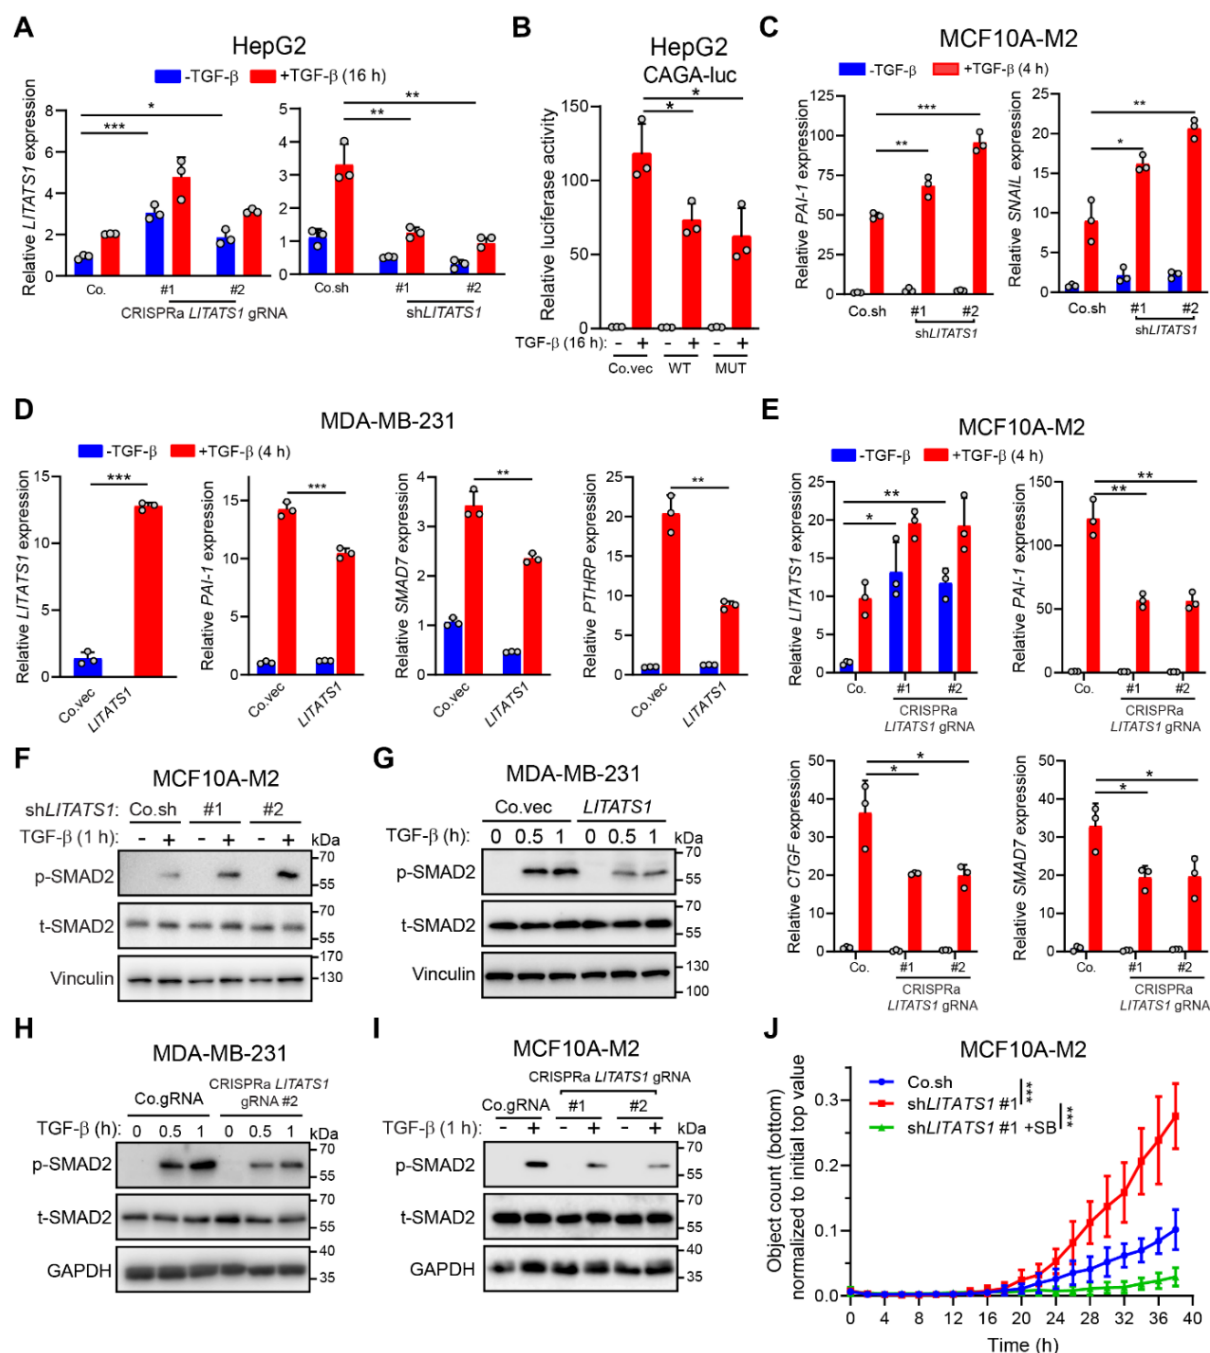 A
HepG2
-TGF-β +TGF-β (16 h)
Relative LITATS1 expression
8
6
4
2
0
*
***
Co. #1 #2
CRISPRa LITATS1 gRNA
5
4
3
2
1
0
**
**
Co.sh #1 #2
shLITATS1
B
HepG2
CAGA-luc
Relative luciferase activity
150
100
50
0
*
*
TGF-β (16 h): - + - + - +
Co.vec WT MUT
C
MCF10A-M2
-TGF-β +TGF-β (4 h)
Relative PAI-1 expression
125
100
75
50
25
0
***
**
Co.sh #1 #2
shLITATS1
Relative SNAIL expression
25
20
15
10
5
0
**
*
Co.sh #1 #2
shLITATS1
D
MDA-MB-231
-TGF-β +TGF-β (4 h)
Relative LITATS1 expression
15
10
5
0
***
Co.vec LITATS1
Relative PAI-1 expression
15
10
5
0
***
Co.vec LITATS1
Relative SMAD7 expression
4
3
2
1
0
**
Co.vec LITATS1
Relative PTHRP expression
25
20
15
10
5
0
**
Co.vec LITATS1
E
MCF10A-M2
-TGF-β +TGF-β (4 h)
Relative LITATS1 expression
25
20
15
10
5
0
**
*
Co. #1 #2
CRISPRa
LITATS1 gRNA
Relative PAI-1 expression
150
100
50
0
**
**
Co. #1 #2
CRISPRa
LITATS1 gRNA
Relative CTGF expression
50
40
30
20
10
0
*
*
Co. #1 #2
CRISPRa
LITATS1 gRNA
Relative SMAD7 expression
50
40
30
20
10
0
*
*
Co. #1 #2
CRISPRa
LITATS1 gRNA
F
MCF10A-M2
shLITATS1: Co.sh #1 #2
TGF-β (1 h): - + - + - + kDa
p-SMAD2 70 55
t-SMAD2 70 55
Vinculin 170 130
G
MDA-MB-231
Co.vec LITATS1
TGF-β (h): 0 0.5 1 0 0.5 1 kDa
p-SMAD2 70 55
t-SMAD2 70 55
Vinculin 130 100
H
MDA-MB-231
Co.gRNA CRISPRa LITATS1
gRNA #2
TGF-β (h): 0 0.5 1 0 0.5 1 kDa
p-SMAD2 70 55
t-SMAD2 70 55
GAPDH 40 35
I
MCF10A-M2
CRISPRa LITATS1 gRNA
Co.gRNA #1 #2
TGF-β (1 h): - + - + - + kDa
p-SMAD2 70 55
t-SMAD2 70 55
GAPDH 40 35
J
MCF10A-M2
Co.sh
shLITATS1 #1
shLITATS1 #1 +SB
***
***
Object count (bottom)
normalized to initial top value
0.3
0.2
0.1
0.0
0 4 8 12 16 20 24 28 32 36 40
Time (h)